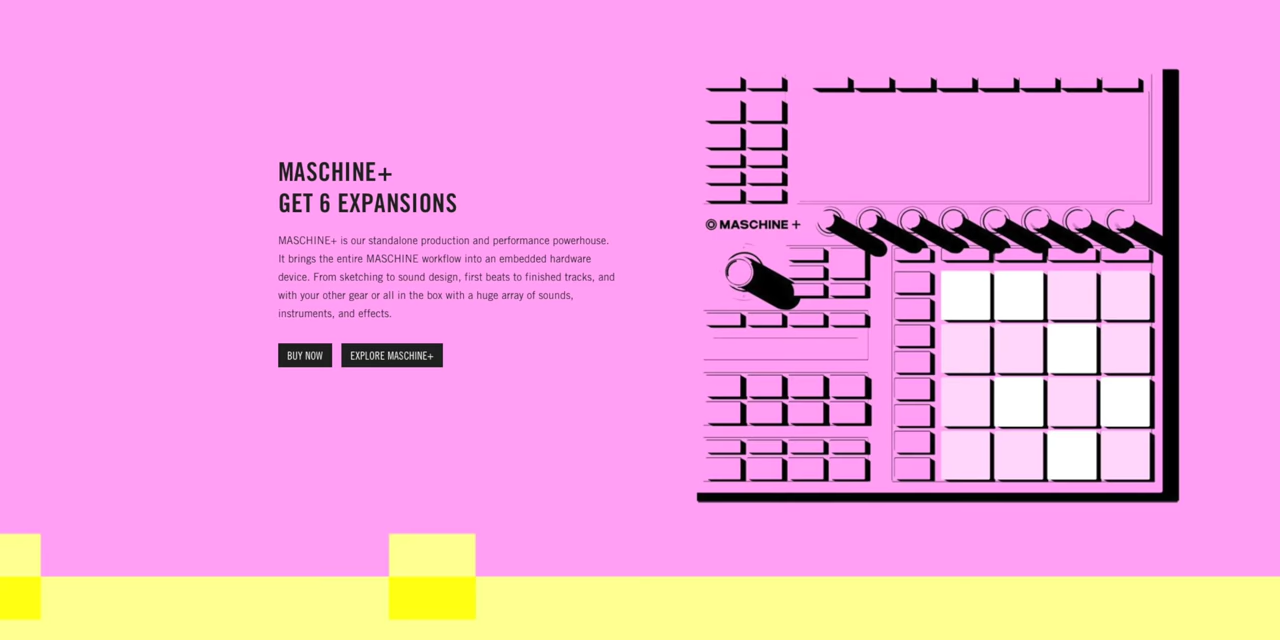 MASCHINE+
GET 6 EXPANSIONS
MASCHINE+ is our standalone production and performance powerhouse.
It brings the entire MASCHINE workflow into an embedded hardware
device. From sketching to sound design, first beats to finished tracks, and
with your other gear or all in the box with a huge array of sounds,
instruments, and effects.
BUY NOW
EXPLORE MASCHINE+
MASCHINE +